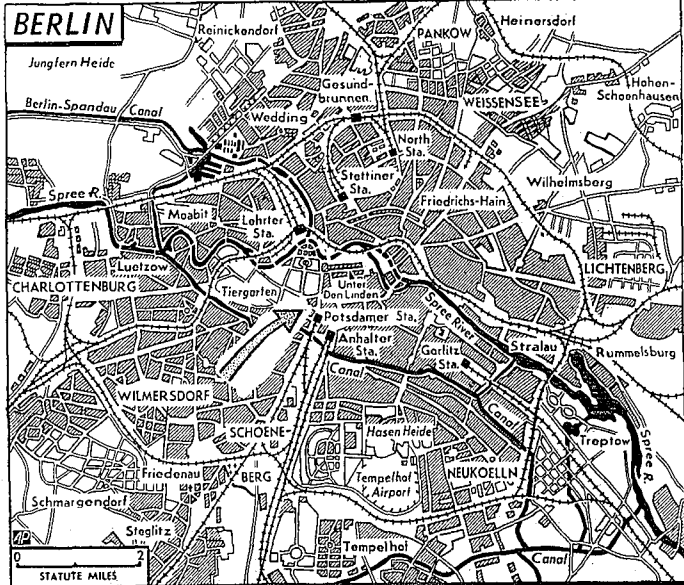 BERLIN
Reinickendorf
PANKOW
Heinersdorf
Jungfern Heide
Gesund-
brunnen
WEISSENSEE
Hohen-
Schoenhausen
Berlin-Spandau Canal
Wedding
North
Sta.
Stettiner
Sta.
Wilhelmsberg
Spree R.
Moabit
Lehrter
Sta.
Friedrichs-Hain
Luetzow
CHARLOTTENBURG
Tiergarten
Unter
Den Linden
LICHTENBERG
Potsdamer Sta.
Spree River
Anhalter
Sta.
Stralau
Rummelsburg
Gorlitz
Sta.
Canal
WILMERSDORF
Canal
SCHOENE-
BERG
Hasen Heide
Treptow
Spree R.
Friedenau
Tempelhof
Airport
NEUKOELLN
Schmargendorf
Steglitz
Tempelhof
Canal
AP
0 2
STATUTE MILES